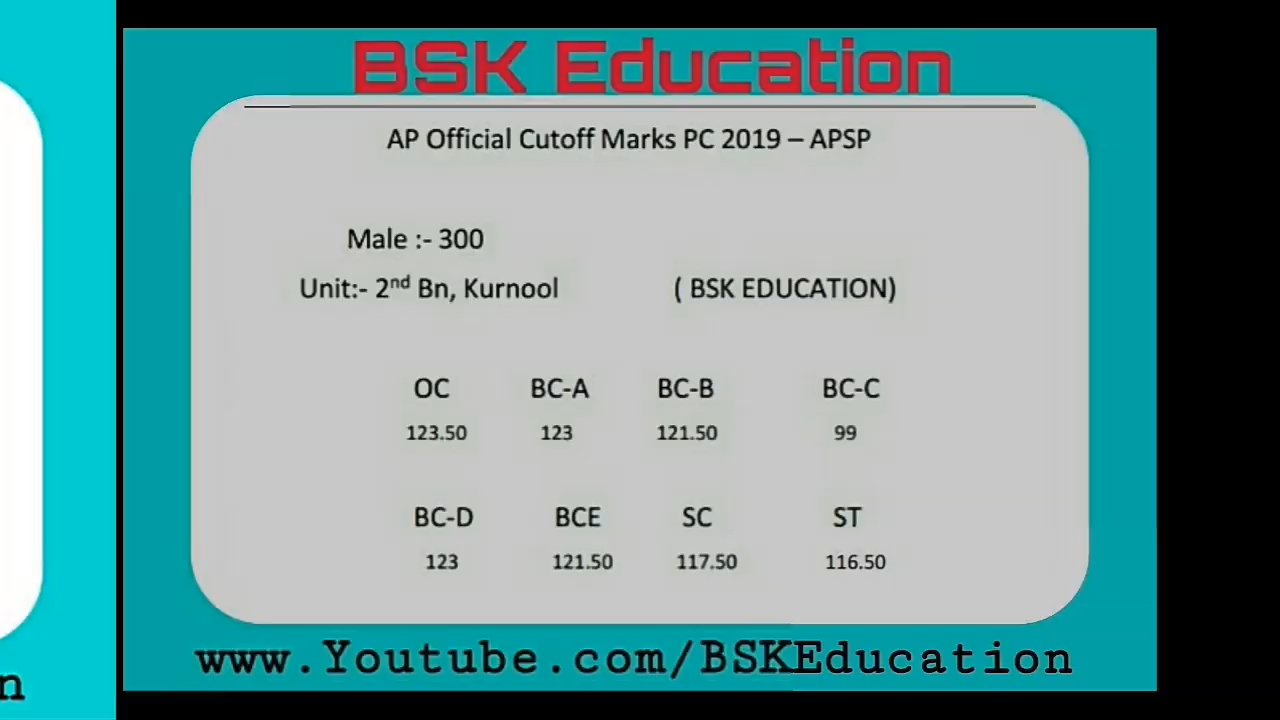 BSK Education
AP Official Cutoff Marks PC 2019 – APSP
Male :- 300
Unit:- 2nd Bn, Kurnool ( BSK EDUCATION)
OC BC-A BC-B BC-C
123.50 123 121.50 99
BC-D BCE SC ST
123 121.50 117.50 116.50
www.Youtube.com/BSKEducation
n